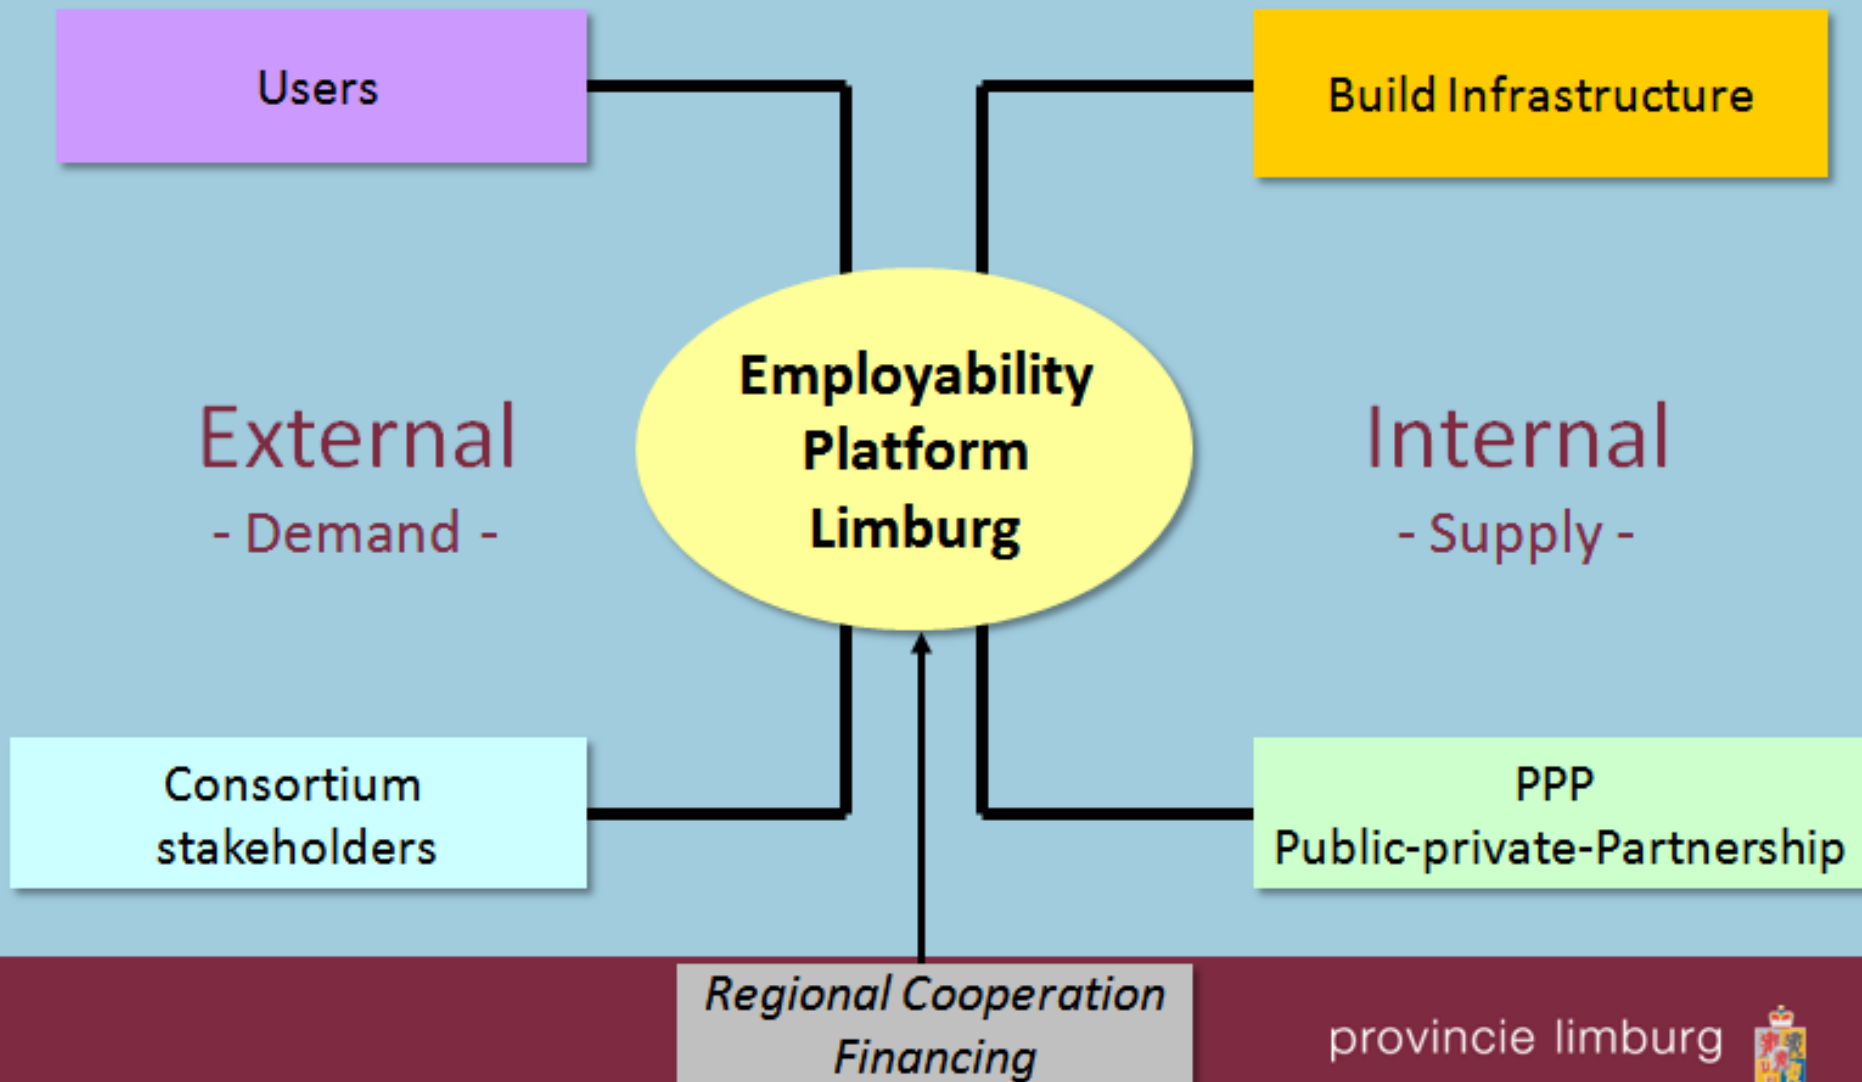 Users
Build Infrastructure
Employability
Platform
Limburg
External
- Demand -
Internal
- Supply -
Consortium
stakeholders
PPP
Public-private-Partnership
Regional Cooperation
Financing
provincie limburg